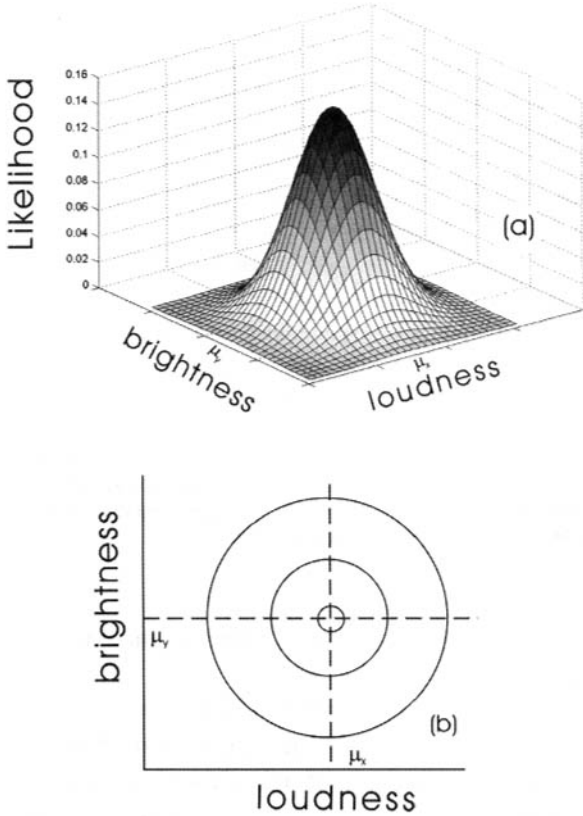 Likelihood
0.16
0.14
0.12
0.1
0.08
0.06
0.04
0.02
0
(a)
brightness
μy
loudness
μx
brightness
μy
(b)
μx
loudness